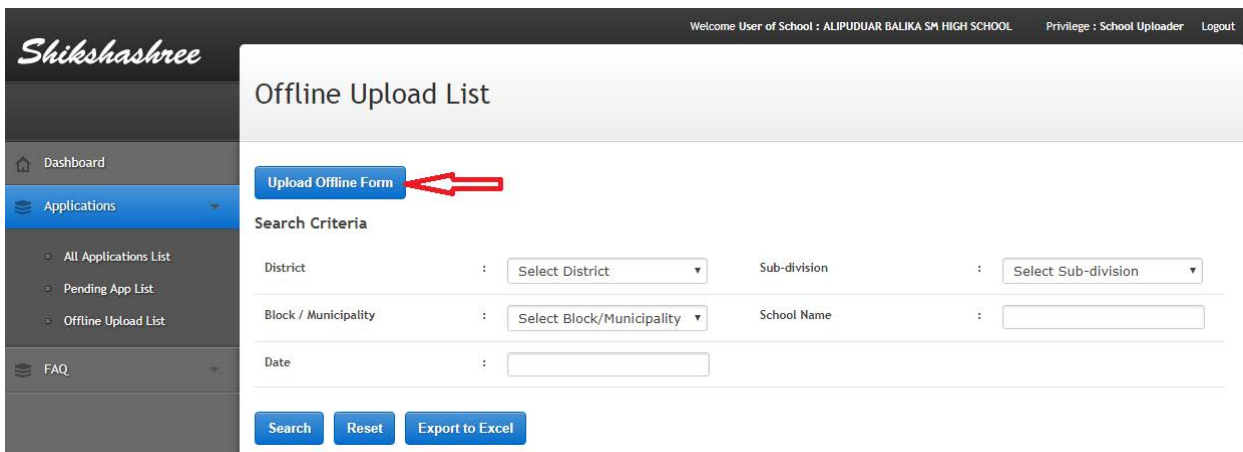 Welcome User of School : ALIPUDUAR BALIKA SM HIGH SCHOOL Privilege : School Uploader Logout
Shikshashree
Offline Upload List
Dashboard
Applications
All Applications List
Pending App List
Offline Upload List
FAQ
Upload Offline Form
Search Criteria
District : Select District Sub-division : Select Sub-division
Block / Municipality : Select Block/Municipality School Name :
Date :
Search Reset Export to Excel